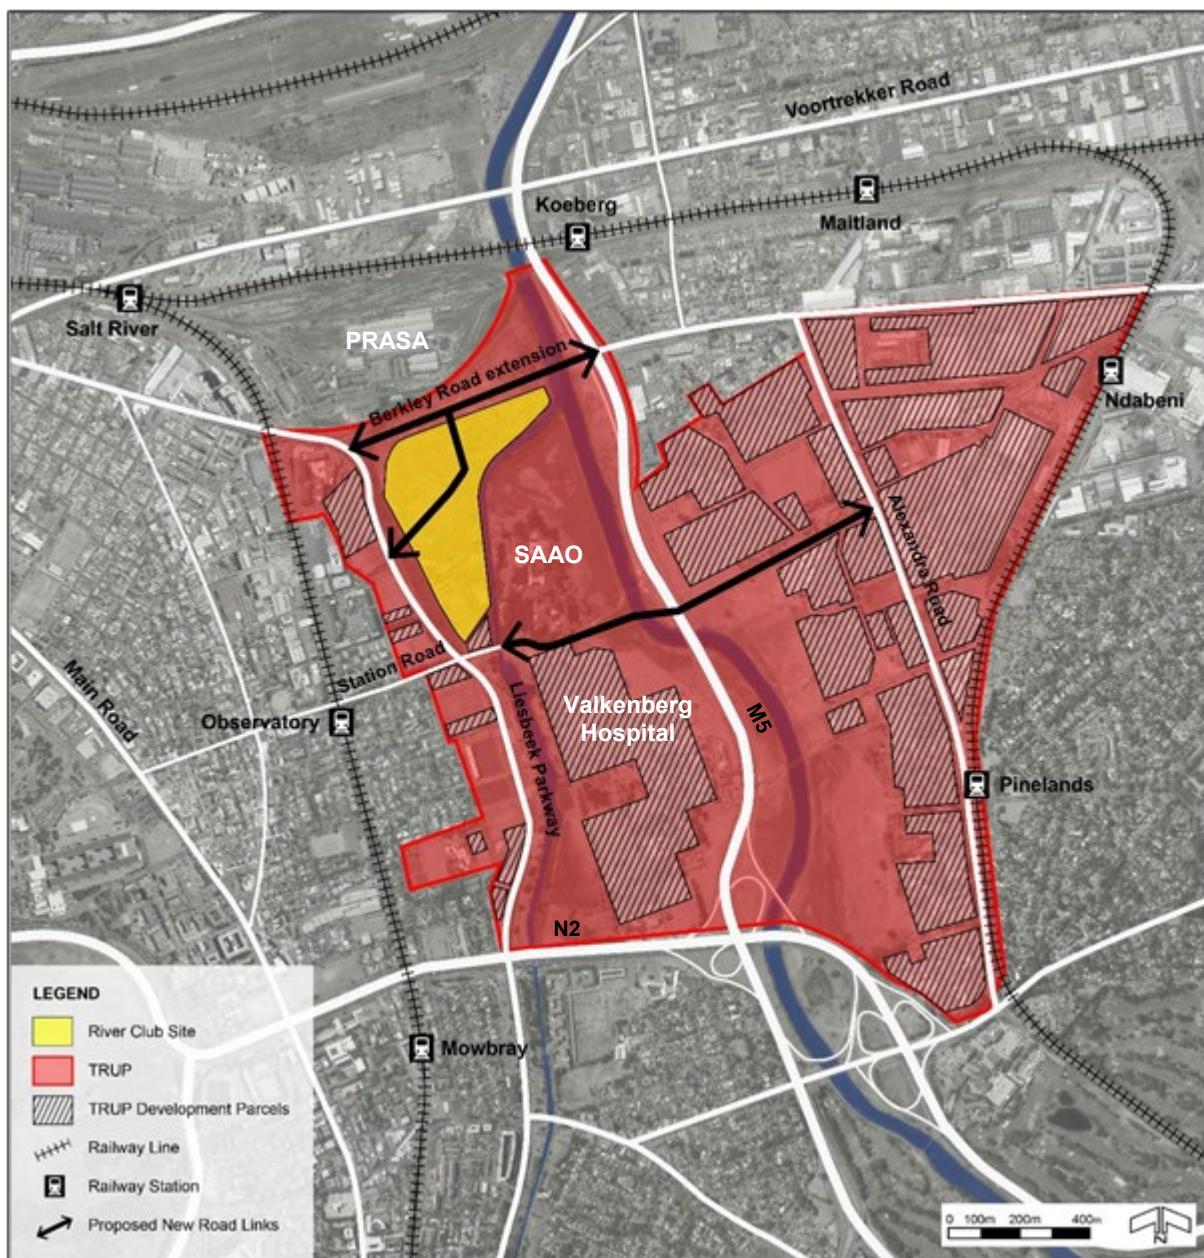 Voortrekker Road
Koeberg
Maitland
Salt River
PRASA
Berkley Road extension
Ndabeni
SAAO
Alexandra Road
Main Road
Station Road
Observatory
Liesbeek Parkway
Valkenberg
Hospital
M5
Pinelands
N2
Mowbray
LEGEND
River Club Site
TRUP
TRUP Development Parcels
Railway Line
Railway Station
Proposed New Road Links
0 100m 200m 400m
N